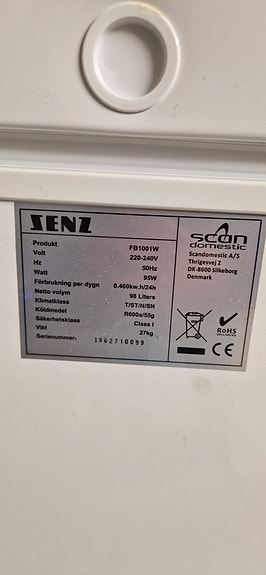 SENZ
Produkt FB1001W
Volt 220-240V
Hz 50Hz
Watt 95W
Förbrukning per dygn 0.460kw.h/24h
Netto volym 98 Liters
Klimatklass T/ST/N/SN
Köldmedel R600a/55g
Säkerhetsklass Class I
Vikt 27kg
Serienummer: 1962710099
scan
domestic
Scandomestic A/S
Thrigesvej 2
DK-8600 Silkeborg
Denmark
RoHS
CE